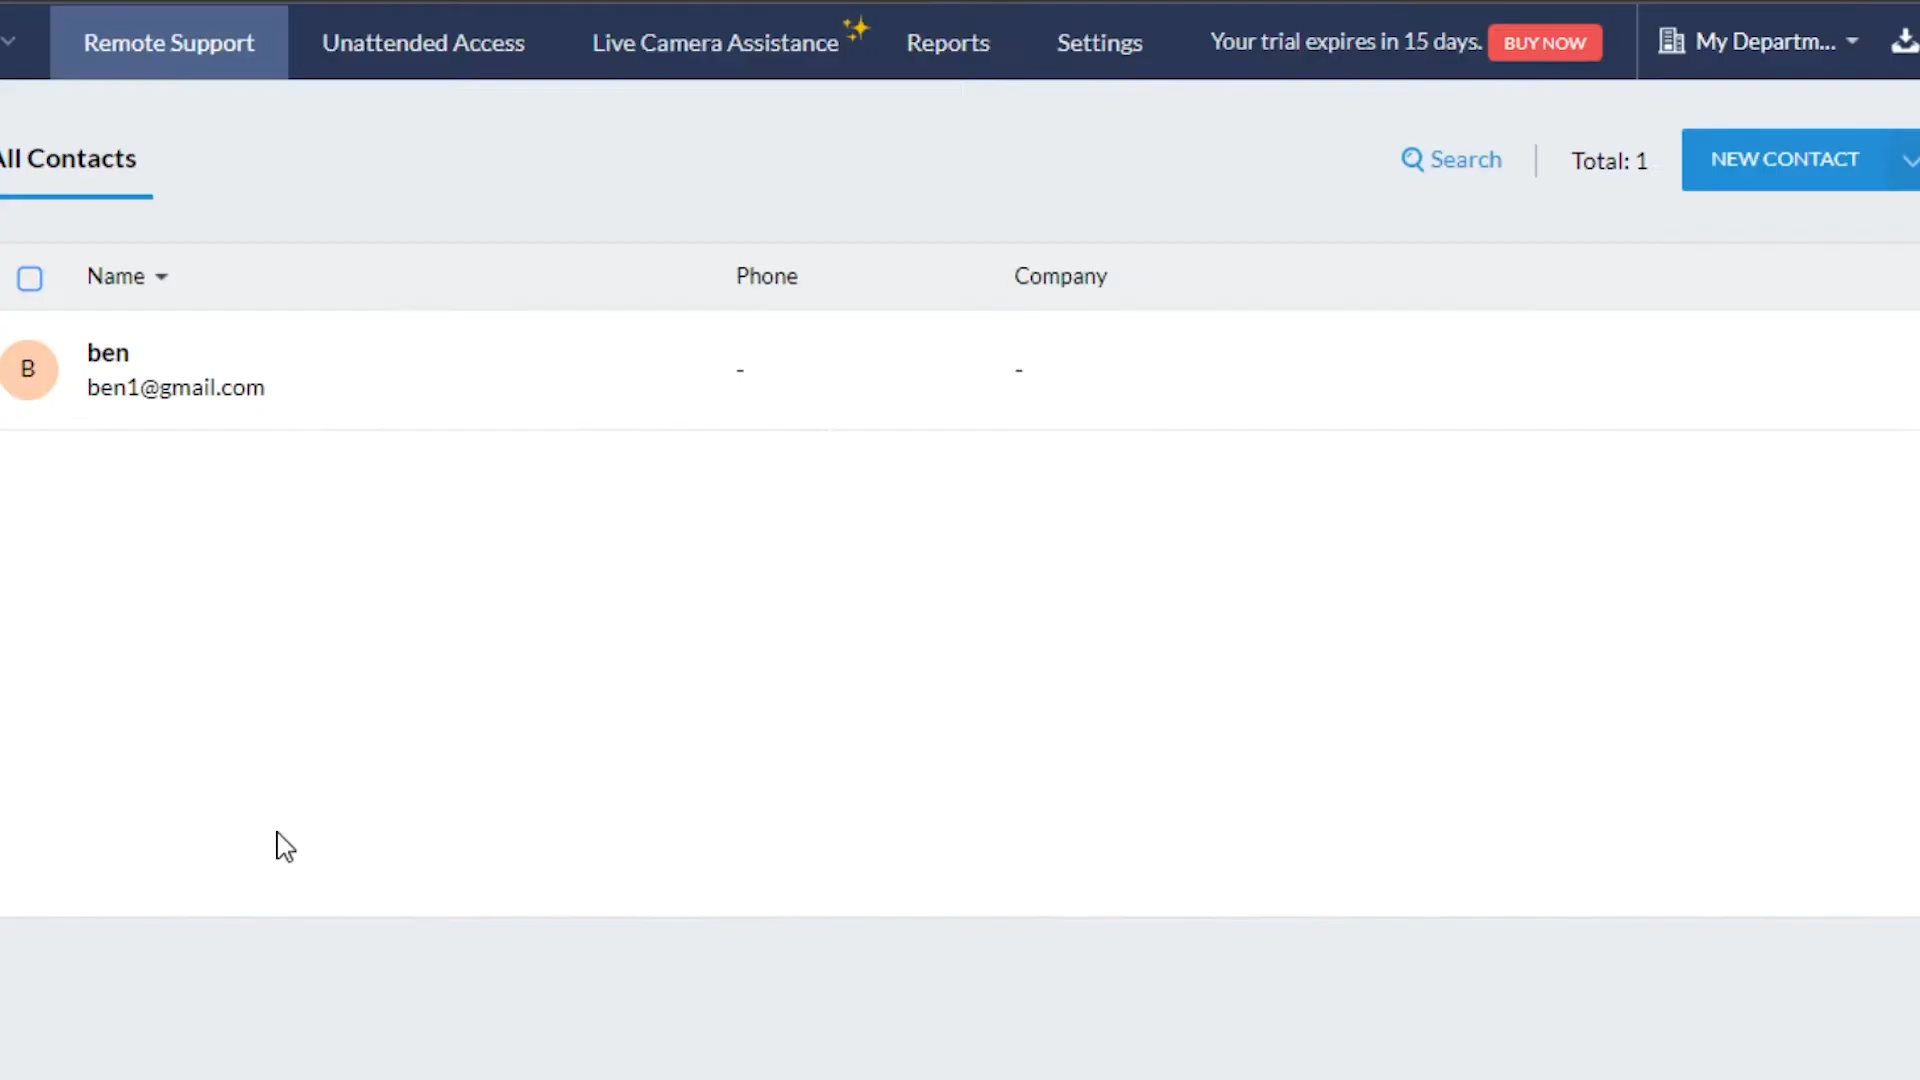 Remote Support
Unattended Access
Live Camera Assistance
Reports
Settings
Your trial expires in 15 days.
BUY NOW
My Departm...
All Contacts
Search
Total: 1
NEW CONTACT
Name
Phone
Company
B
ben
ben1@gmail.com
-
-